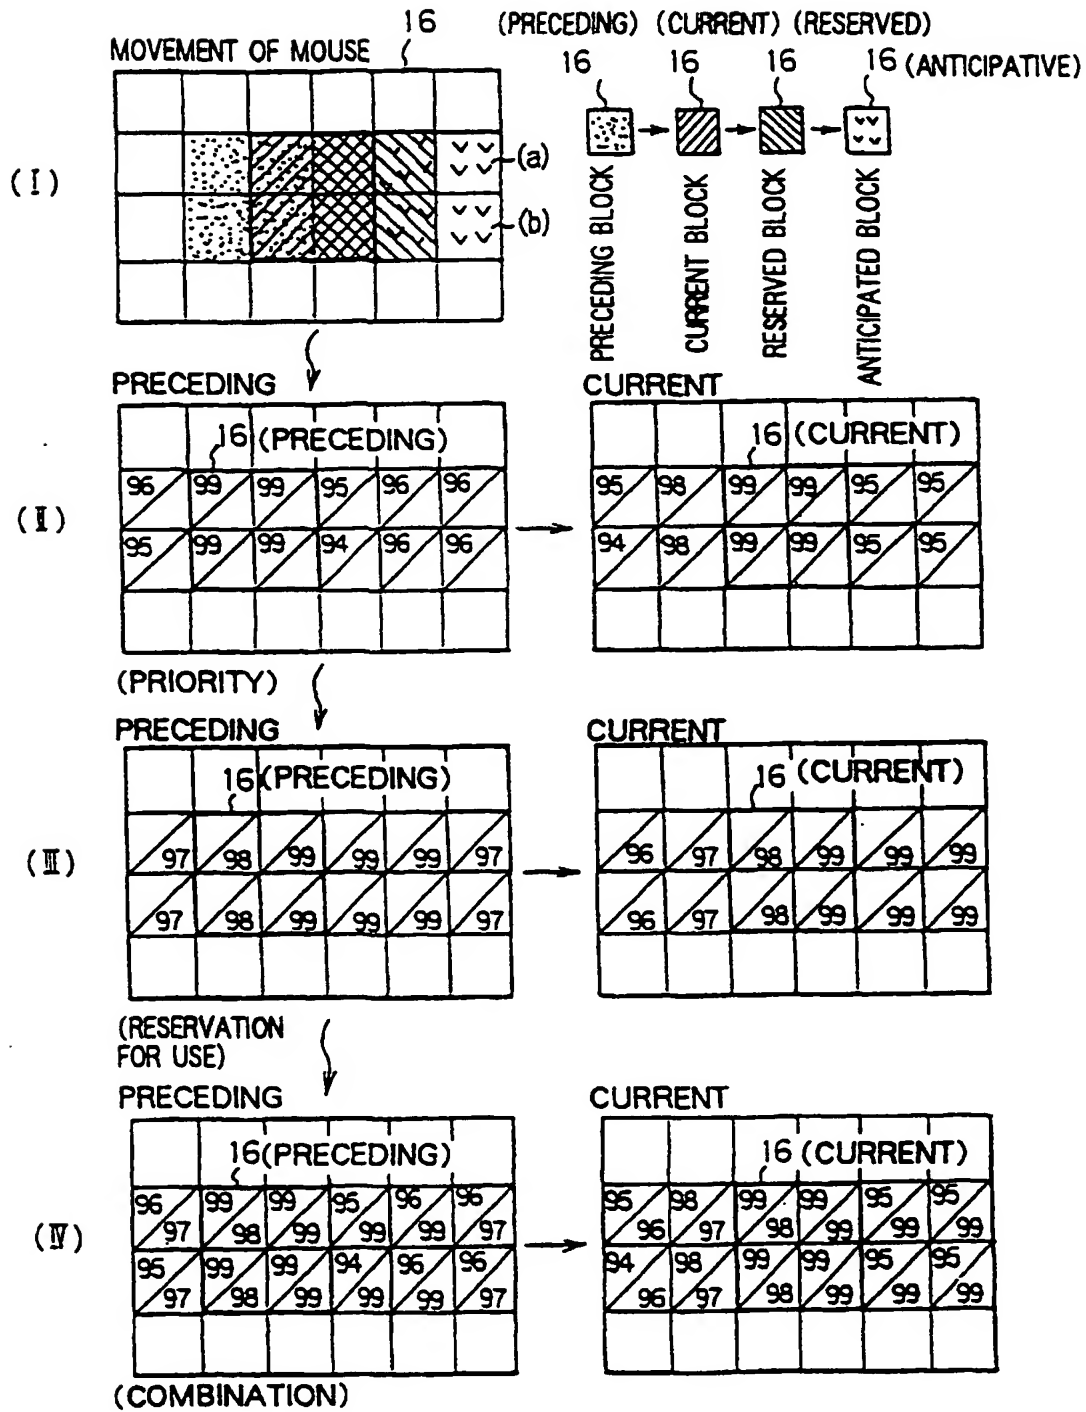 16
MOVEMENT OF MOUSE
(PRECEDING) (CURRENT) (RESERVED)
16 16 16 16 (ANTICIPATIVE)
(I)
(a)
(b)
PRECEDING BLOCK
CURRENT BLOCK
RESERVED BLOCK
ANTICIPATED BLOCK
PRECEDING
CURRENT
(II)
16 (PRECEDING)
96 99 99 95 96 96
95 99 99 94 96 96
16 (CURRENT)
95 98 99 99 95 95
94 98 99 99 95 95
(PRIORITY)
PRECEDING
CURRENT
(III)
16 (PRECEDING)
97 98 99 99 99 97
97 98 99 99 99 97
16 (CURRENT)
96 97 98 99 99 99
96 97 98 99 99 99
(RESERVATION
FOR USE)
PRECEDING
CURRENT
(IV)
16 (PRECEDING)
96 99 99 95 96 96
97 98 99 99 99 97
95 99 99 94 96 96
97 98 99 99 99 97
16 (CURRENT)
95 98 99 99 95 95
96 97 98 99 99 99
94 98 99 99 95 95
96 97 98 99 99 99
(COMBINATION)